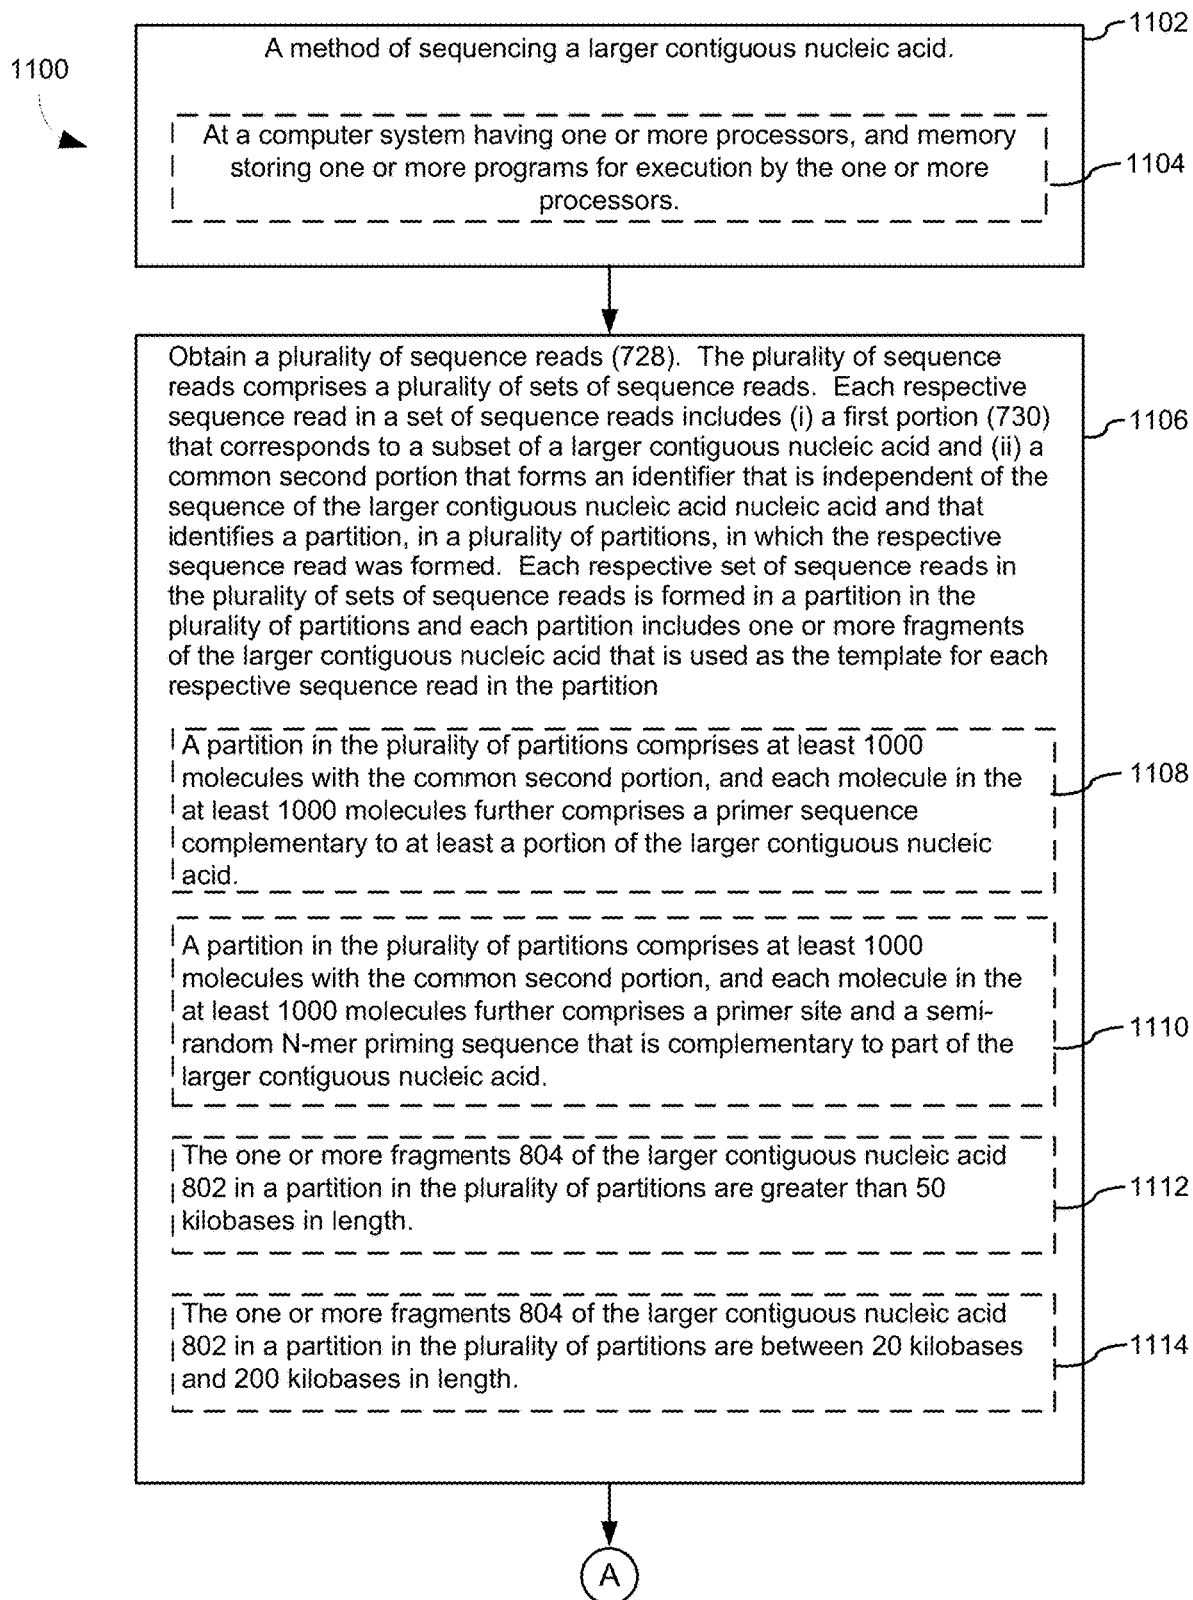 1102
A method of sequencing a larger contiguous nucleic acid.
1100
At a computer system having one or more processors, and memory
storing one or more programs for execution by the one or more
processors.
1104
Obtain a plurality of sequence reads (728).  The plurality of sequence
reads comprises a plurality of sets of sequence reads.  Each respective
sequence read in a set of sequence reads includes (i) a first portion (730)
that corresponds to a subset of a larger contiguous nucleic acid and (ii) a
common second portion that forms an identifier that is independent of the
sequence of the larger contiguous nucleic acid nucleic acid and that
identifies a partition, in a plurality of partitions, in which the respective
sequence read was formed.  Each respective set of sequence reads in
the plurality of sets of sequence reads is formed in a partition in the
plurality of partitions and each partition includes one or more fragments
of the larger contiguous nucleic acid that is used as the template for each
respective sequence read in the partition
1106
A partition in the plurality of partitions comprises at least 1000
molecules with the common second portion, and each molecule in the
at least 1000 molecules further comprises a primer sequence
complementary to at least a portion of the larger contiguous nucleic
acid.
1108
A partition in the plurality of partitions comprises at least 1000
molecules with the common second portion, and each molecule in the
at least 1000 molecules further comprises a primer site and a semi-
random N-mer priming sequence that is complementary to part of the
larger contiguous nucleic acid.
1110
The one or more fragments 804 of the larger contiguous nucleic acid
802 in a partition in the plurality of partitions are greater than 50
kilobases in length.
1112
The one or more fragments 804 of the larger contiguous nucleic acid
802 in a partition in the plurality of partitions are between 20 kilobases
and 200 kilobases in length.
1114
A